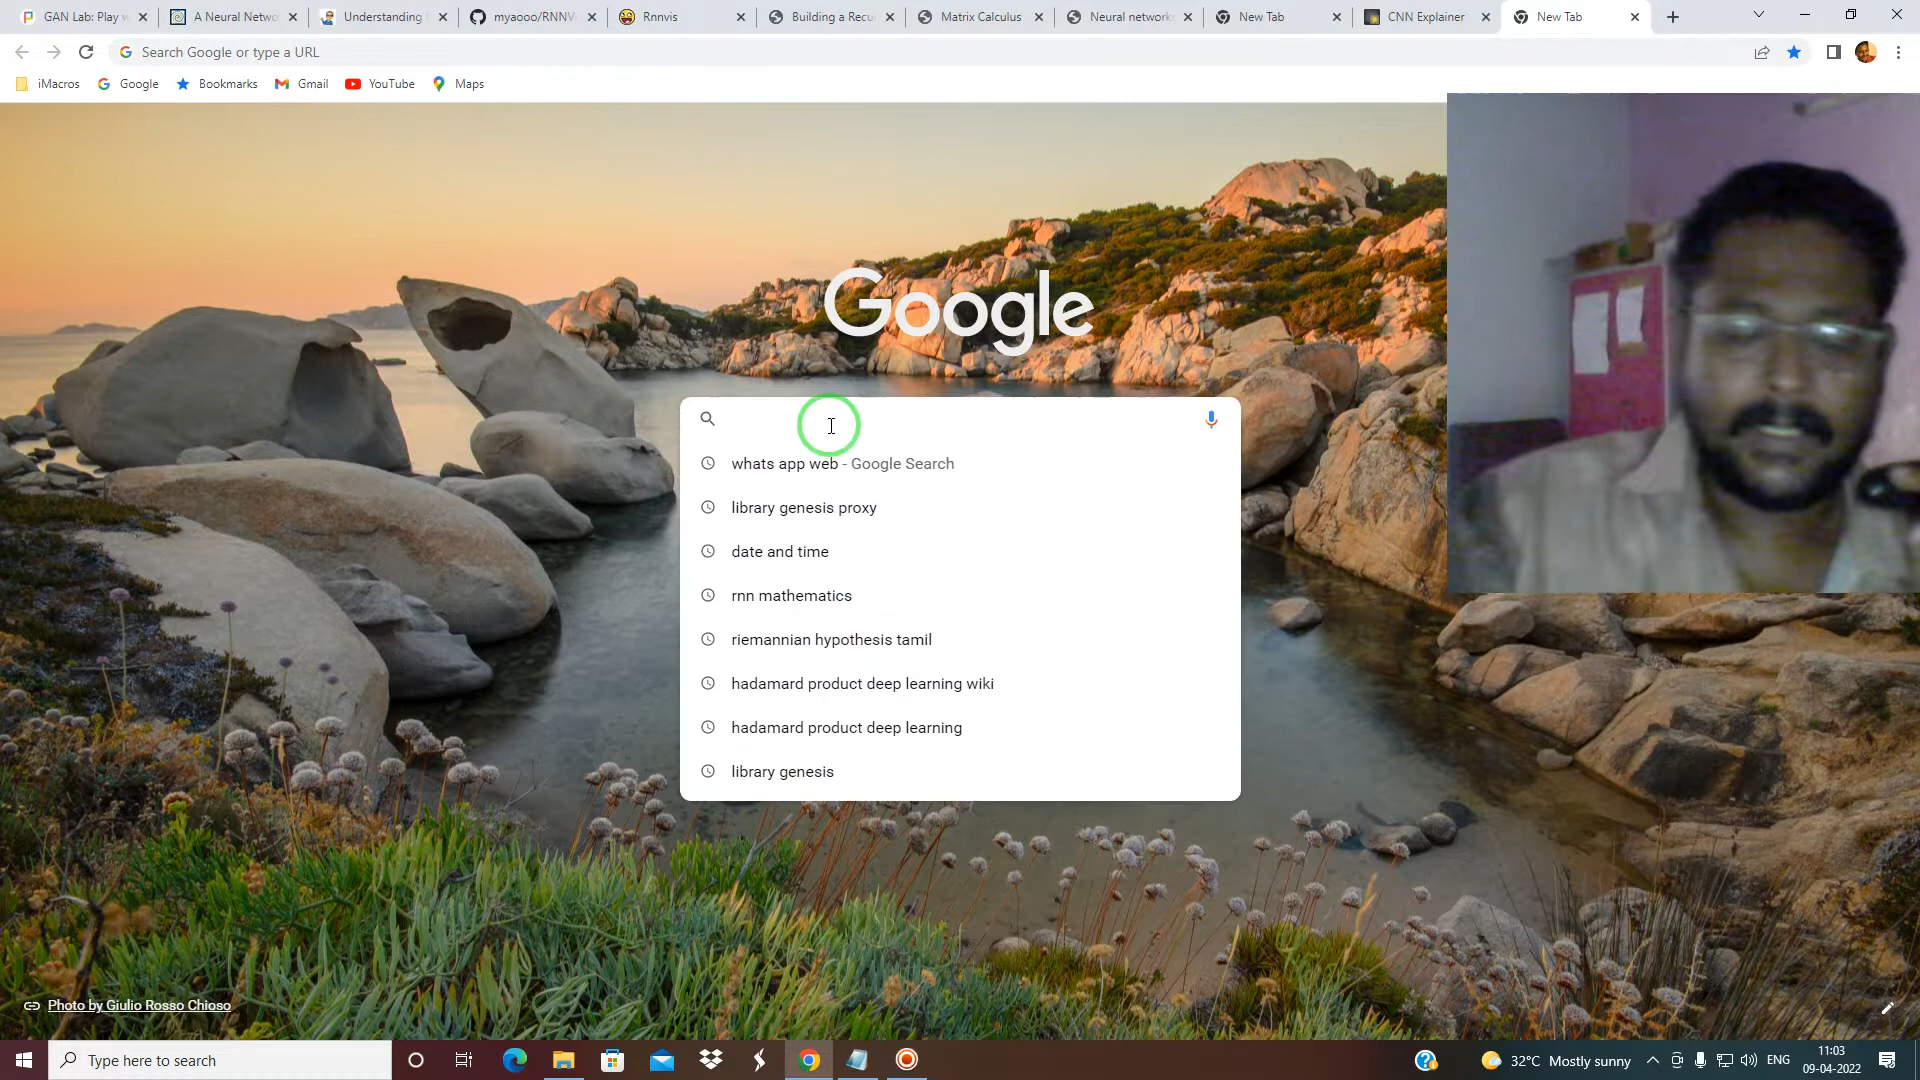 GAN Lab: Play w
A Neural Netwo
Understanding
myaooo/RNNV
Rnnvis
Building a Recu
Matrix Calculus
Neural network
New Tab
CNN Explainer
New Tab
Search Google or type a URL
iMacros
Google
Bookmarks
Gmail
YouTube
Maps
Google
whats app web - Google Search
library genesis proxy
date and time
rnn mathematics
riemannian hypothesis tamil
hadamard product deep learning wiki
hadamard product deep learning
library genesis
Photo by Giulio Rosso Chioso
Type here to search
32°C Mostly sunny
ENG
11:03
09-04-2022